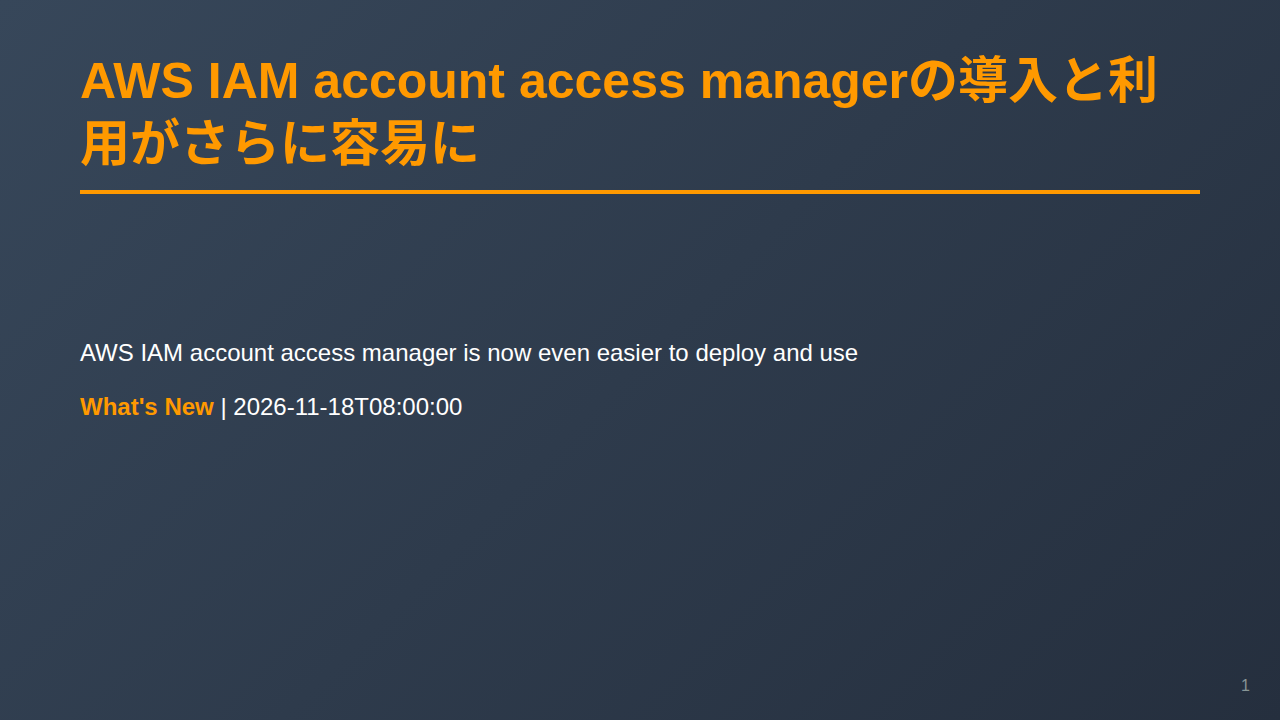 AWS IAM account access managerの導入と利
用がさらに容易に
AWS IAM account access manager is now even easier to deploy and use
What's New | 2026-11-18T08:00:00
1